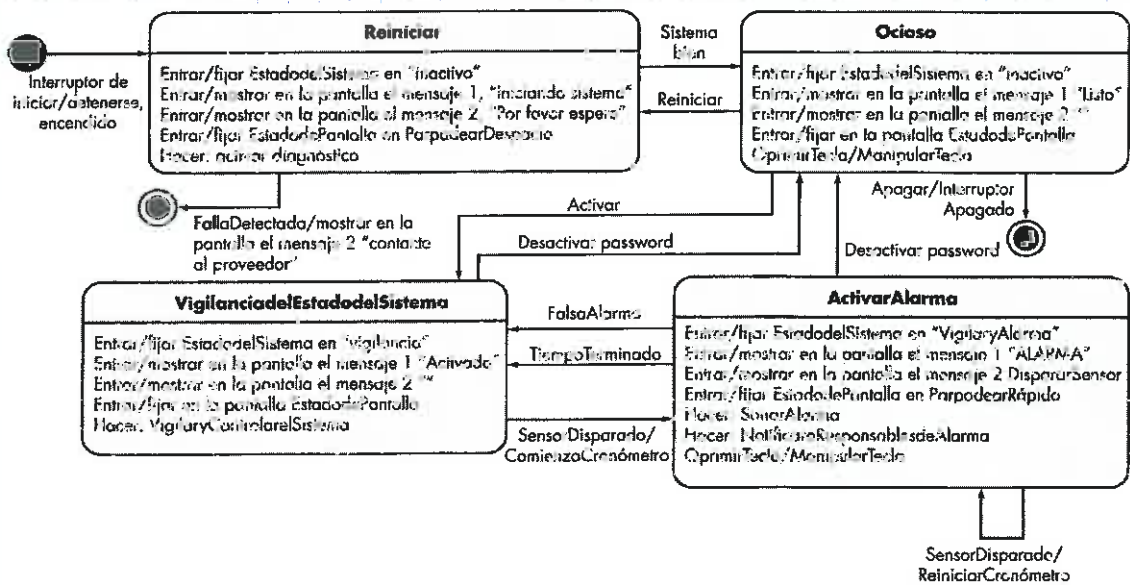 Reiniciar
Interruptor de
iniciar/detenerse,
encendido
Entrar/fijar EstadodelSistema en "inactivo"
Entrar/mostrar en la pantalla el mensaje 1, "Iniciando sistema"
Entrar/mostrar en la pantalla el mensaje 2, "Por favor espere"
Entrar/fijar EstadodePantalla en ParpadearDespacio
Hacer: activar diagnóstico
Sistema
bien
Reiniciar
Ocioso
Entrar/fijar EstadodelSistema en "inactivo"
Entrar/mostrar en la pantalla el mensaje 1 "Listo"
Entrar/mostrar en la pantalla el mensaje 2 ""
Entrar/fijar en la pantalla EstadodePantalla
OprimirTecla/ManipularTecla
FallaDetectada/mostrar en la
pantalla el mensaje 2 "contacte
al proveedor"
Activar
Desactivar password
Apagar/Interruptor
Apagado
Desactivar password
VigilanciadelEstadodelSistema
Entrar/fijar EstadodelSistema en "vigilancia"
Entrar/mostrar en la pantalla el mensaje 1 "Activado"
Entrar/mostrar en la pantalla el mensaje 2 ""
Entrar/fijar en la pantalla EstadodePantalla
Hacer: VigilaryControlarelSistema
FalsaAlarma
TiempoTerminado
SensorDisparado/
ComienzaCronómetro
ActivarAlarma
Entrar/fijar EstadodelSistema en "VigilaryAlarma"
Entrar/mostrar en la pantalla el mensaje 1 "ALARMA"
Entrar/mostrar en la pantalla el mensaje 2 DispararSensor
Entrar/fijar EstadodePantalla en ParpadearRápido
Hacer: SonarAlarma
Hacer: NotificaraResponsablesdeAlarma
OprimirTecla/ManipularTecla
SensorDisparado/
ReiniciarCronómetro